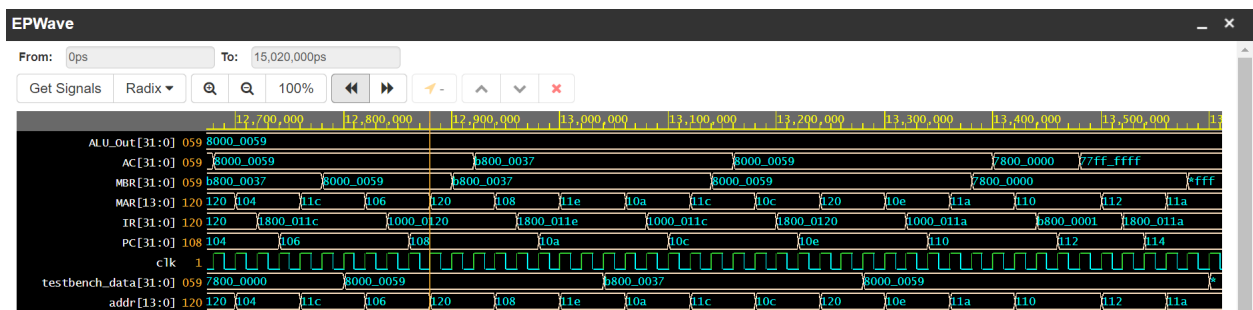 EPWave
From: 0ps To: 15,020,000ps
Get Signals Radix 100% -
12,700,000 12,800,000 12,900,000 13,000,000 13,100,000 13,200,000 13,300,000 13,400,000 13,500,000 13
ALU_Out[31:0] 059 8000_0059
AC[31:0] 059 8000_0059 b800_0037 8000_0059 7800_0000 77ff_ffff
MBR[31:0] 059 b800_0037 8000_0059 b800_0037 8000_0059 7800_0000 *fff
MAR[13:0] 120 120 104 11c 106 120 108 11e 10a 11c 10c 120 10e 11a 110 112 11a
IR[31:0] 120 120 1800_011c 1000_0120 1800_011e 1000_011c 1800_0120 1000_011a b800_0001 1800_011a
PC[31:0] 108 104 106 108 10a 10c 10e 110 112 114
clk 1
testbench_data[31:0] 059 7800_0000 8000_0059 b800_0037 8000_0059 *
addr[13:0] 120 120 104 11c 106 120 108 11e 10a 11c 10c 120 10e 11a 110 112 11a